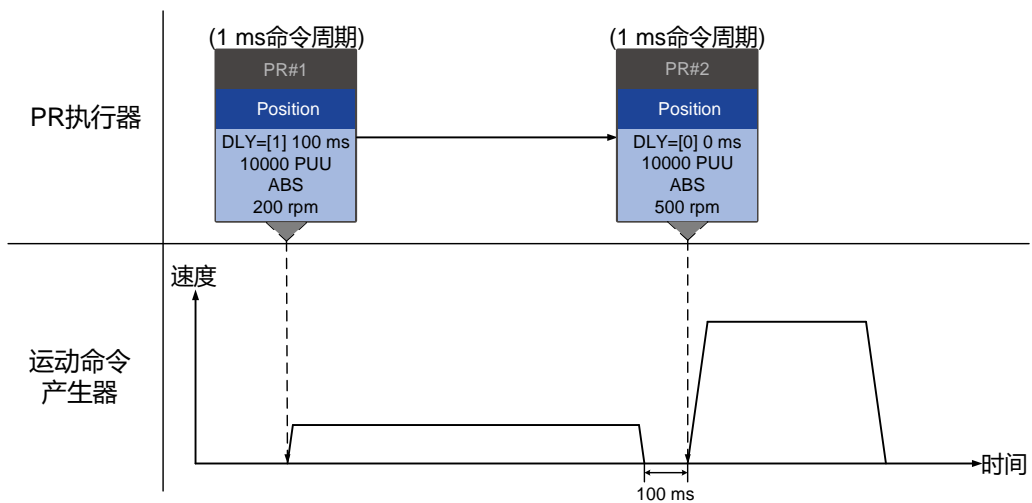 (1 ms命令周期)
(1 ms命令周期)
PR执行器
PR#1
Position
DLY=[1] 100 ms
10000 PUU
ABS
200 rpm
PR#2
Position
DLY=[0] 0 ms
10000 PUU
ABS
500 rpm
运动命令
产生器
速度
时间
100 ms